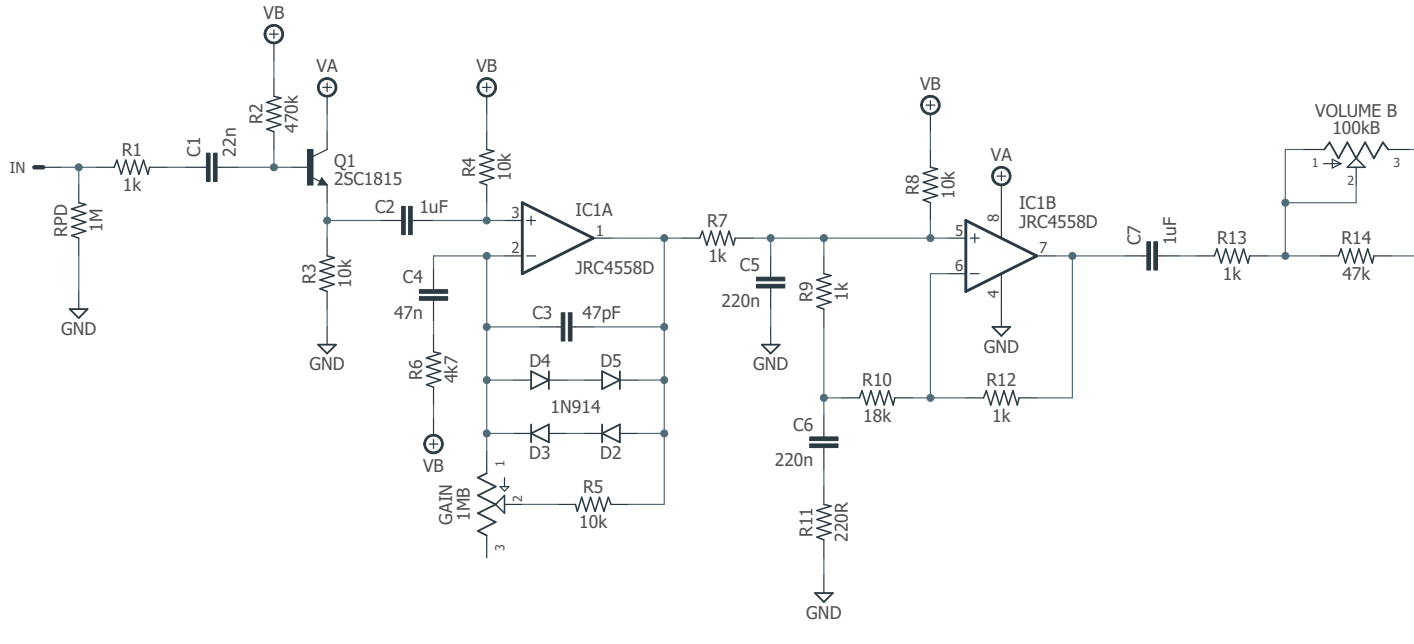 VB
R2
470k
VA
IN
R1
1k
C1
22n
Q1
2SC1815
RPD
1M
GND
R3
10k
GND
C2
1uF
VB
R4
10k
3
2
1
IC1A
JRC4558D
C4
47n
R6
4k7
VB
C3
47pF
D4
D5
1N914
D3
D2
GAIN
1MB
1
2
3
R5
10k
R7
1k
C5
220n
GND
R9
1k
VB
R8
10k
VA
8
IC1B
JRC4558D
5
6
7
4
GND
R10
18k
R12
1k
C6
220n
R11
220R
GND
C7
1uF
R13
1k
VOLUME B
100kB
1
2
3
R14
47k